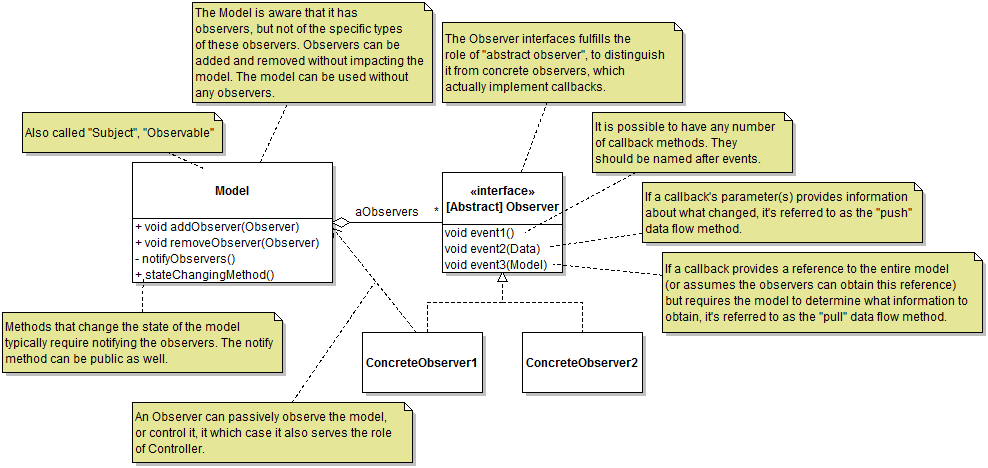 The Model is aware that it has
observers, but not of the specific types
of these observers. Observers can be
added and removed without impacting the
model. The model can be used without
any observers.
The Observer interfaces fulfills the
role of "abstract observer", to distinguish
it from concrete observers, which
actually implement callbacks.
Also called "Subject", "Observable"
It is possible to have any number
of callback methods. They
should be named after events.
Model
+ void addObserver(Observer)
+ void removeObserver(Observer)
- notifyObservers()
+ stateChangingMethod()
aObservers
*
«interface»
[Abstract] Observer
void event1()
void event2(Data)
void event3(Model)
If a callback's parameter(s) provides information
about what changed, it's referred to as the "push"
data flow method.
If a callback provides a reference to the entire model
(or assumes the observers can obtain this reference)
but requires the model to determine what information to
obtain, it's referred to as the "pull" data flow method.
Methods that change the state of the model
typically require notifying the observers. The notify
method can be public as well.
ConcreteObserver1
ConcreteObserver2
An Observer can passively observe the model,
or control it, it which case it also serves the role
of Controller.